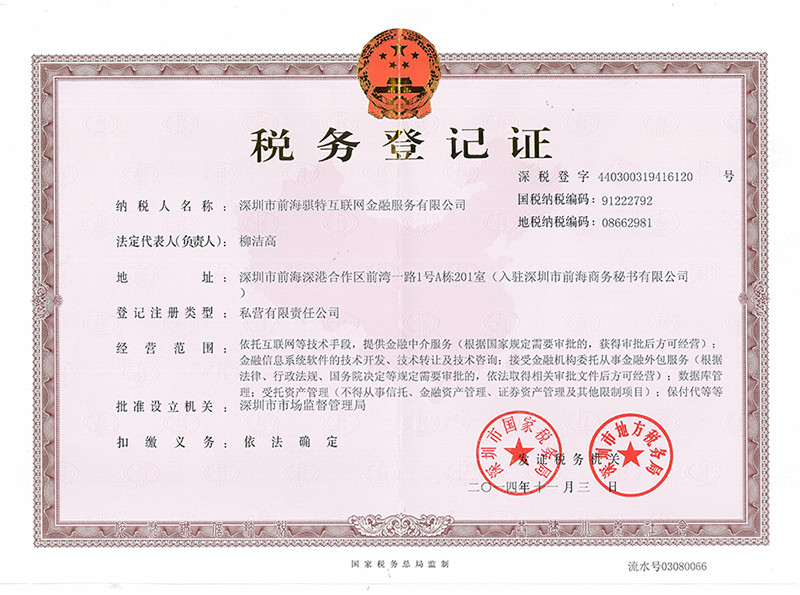 税务登记证
深税登字 440300319416120 号
国税纳税编码：91222792
地税纳税编码：08662981
纳税人名称：深圳市前海骐特互联网金融服务有限公司
法定代表人(负责人)：柳洁高
地址：深圳市前海深港合作区前湾一路1号A栋201室（入驻深圳市前海商务秘书有限公司
）
登记注册类型：私营有限责任公司
经营范围：依托互联网等技术手段，提供金融中介服务（根据国家规定需要审批的，获得审批后方可经营）；
金融信息系统软件的技术开发、技术转让及技术咨询；接受金融机构委托从事金融外包服务（根据
法律、行政法规、国务院决定等规定需要审批的，依法取得相关审批文件后方可经营）；数据库管
理；受托资产管理（不得从事信托、金融资产管理、证券资产管理及其他限制项目）；保付代等等
批准设立机关：深圳市市场监督管理局
扣缴义务：依法确定
深圳市国家税务局
深圳市地方税务局
发证税务机关
二〇一四年十一月三日
国家税务总局监制
流水号03080066